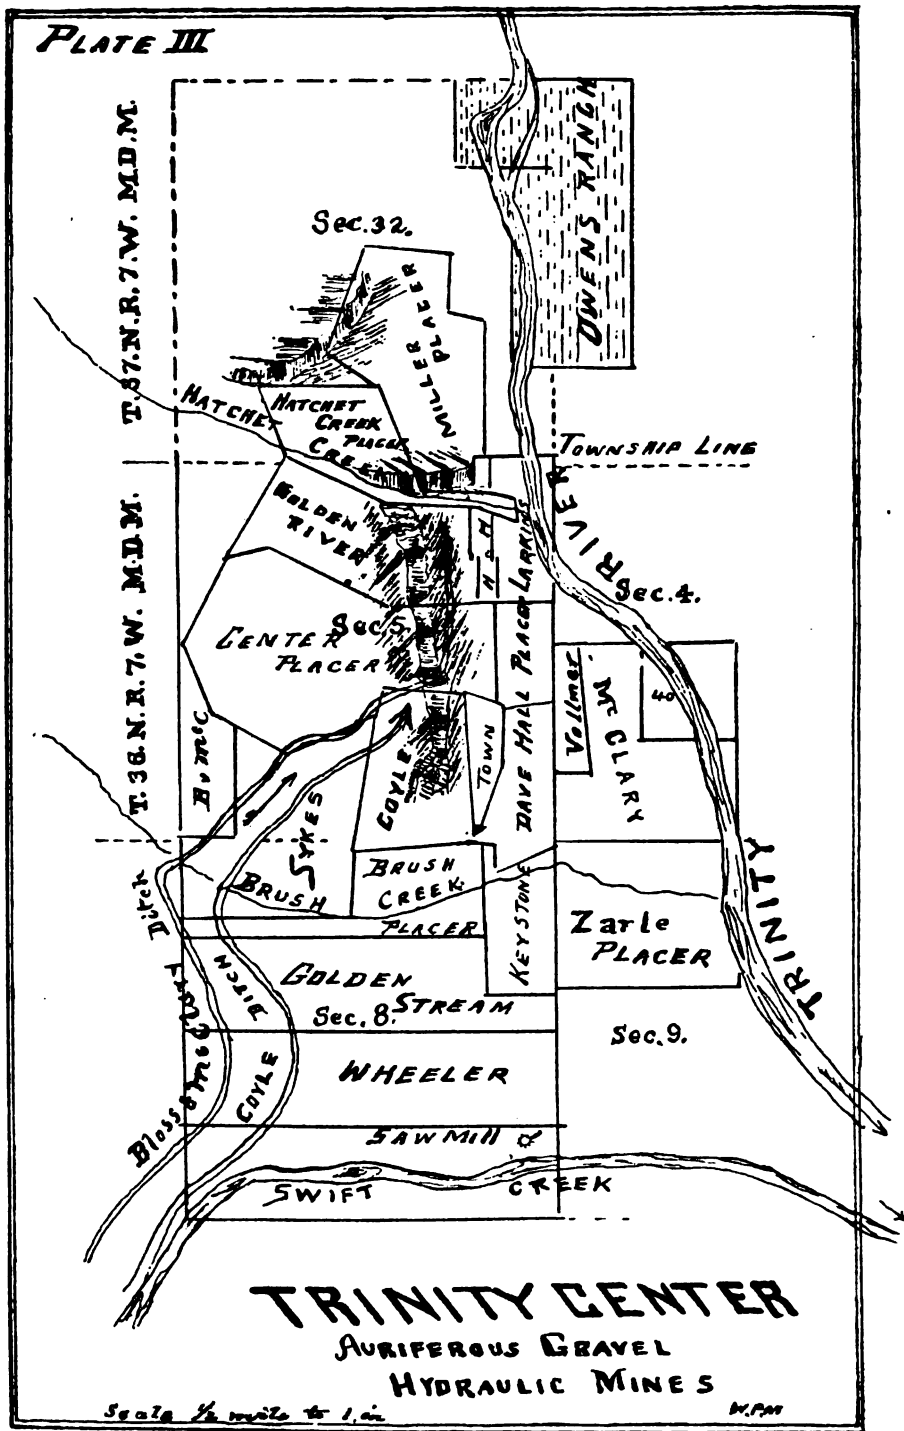 PLATE III
T. 37. N. R. 7. W. M. D. M.
OWENS RANCH
Sec. 32.
MILLER PLACER
HATCHET
CREEK
HATCHET
CREEK
PLACER
TOWNSHIP LINE
T. 36. N. R. 7. W. M. D. M.
GOLDEN
RIVER
RIVER
Sec. 4.
LARKINS
Sec. 5
CENTER
PLACER
DAVE HALL PLACER
Vollmer
McCLARY
40
B & McC
COYLE
TOWN
SYKES
BRUSH
BRUSH
CREEK
PLACER
KEYSTONE
Zarle
PLACER
TRINITY
GOLDEN
STREAM
Sec. 8.
Sec. 9.
Bloss & McClary Ditch
COYLE DITCH
WHEELER
SAW Mill
SWIFT CREEK
TRINITY CENTER
AURIFEROUS GRAVEL
HYDRAULIC MINES
Scale 1/2 mile to 1 in